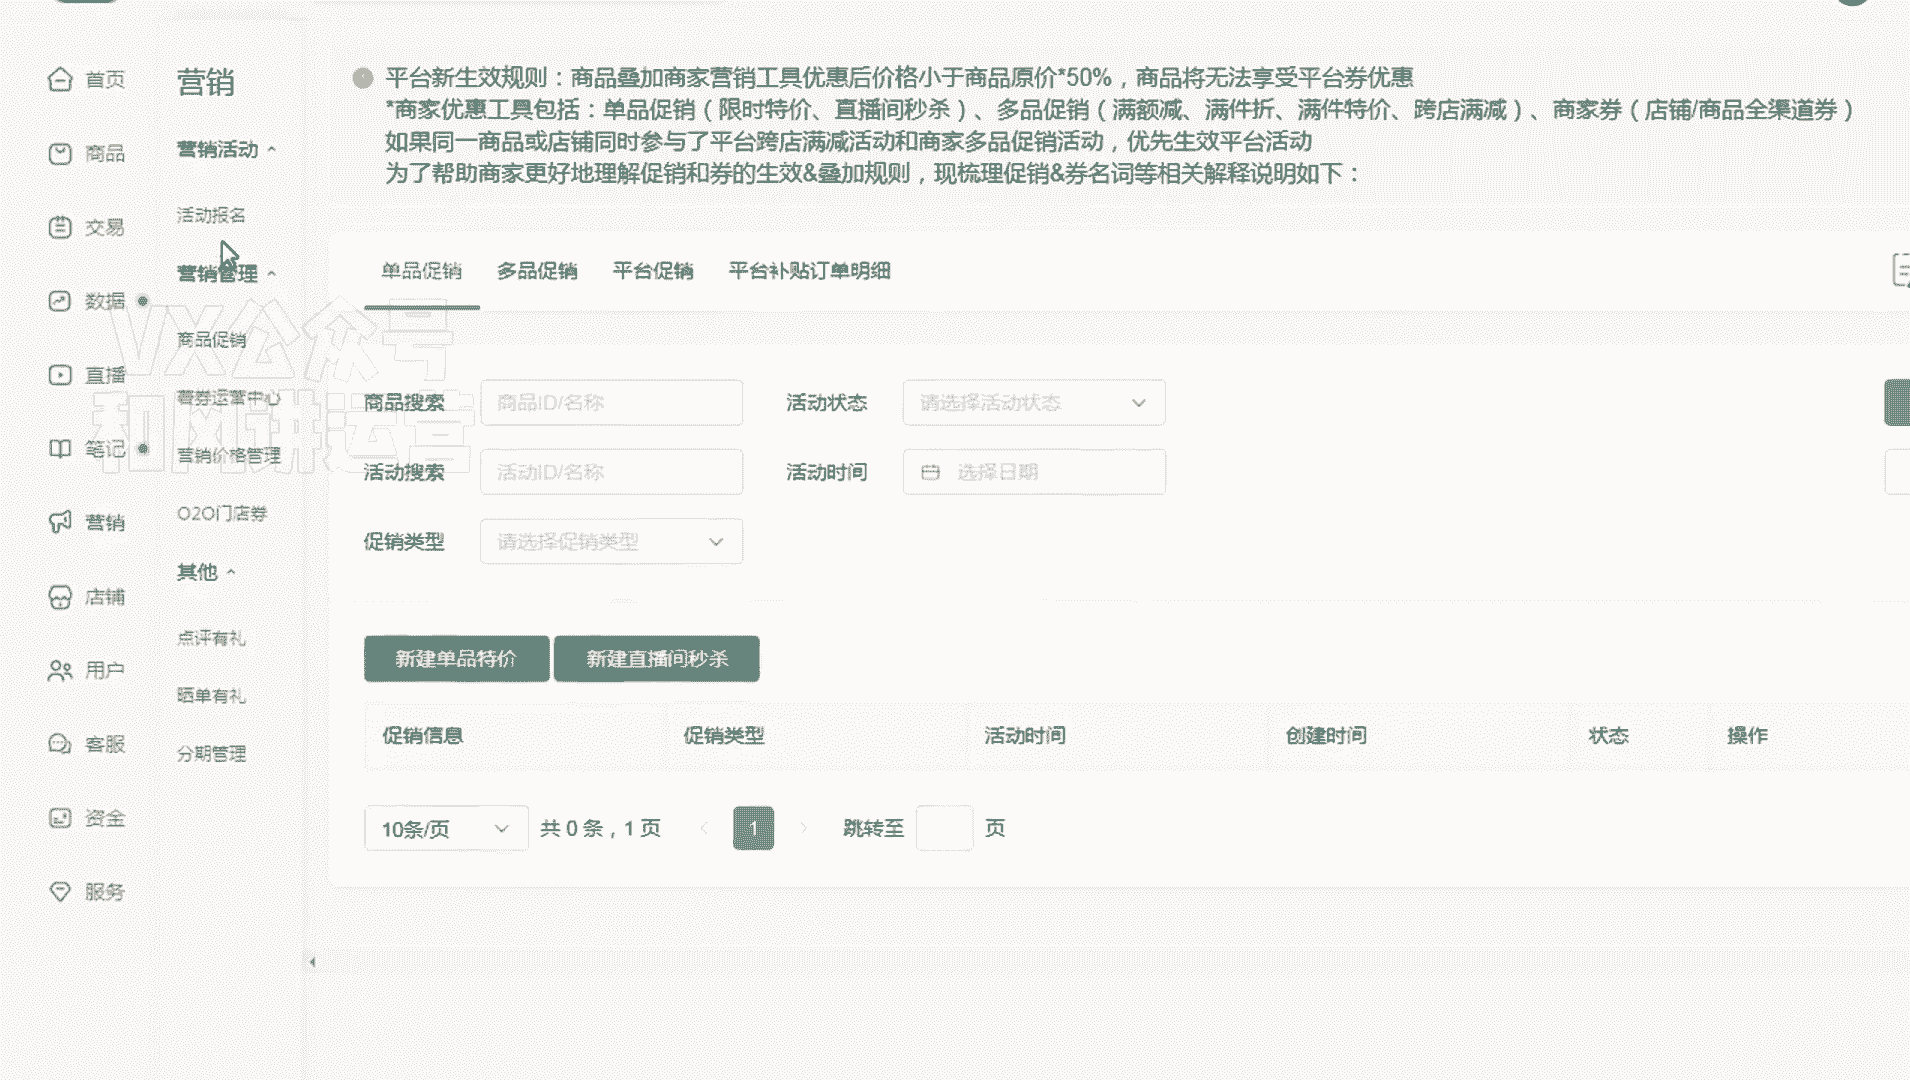 首页
商品
交易
数据
直播
笔记
营销
店铺
用户
客服
资金
服务
营销
营销活动
活动报名
营销管理
商品促销
荐券运营中心
营销价格管理
O2O门店券
其他
点评有礼
晒单有礼
分期管理
VX公众号
和风讲运营
平台新生效规则：商品叠加商家营销工具优惠后价格小于商品原价*50%，商品将无法享受平台券优惠
*商家优惠工具包括：单品促销（限时特价、直播间秒杀）、多品促销（满额减、满件折、满件特价、跨店满减）、商家券（店铺/商品全渠道券）
如果同一商品或店铺同时参与了平台跨店满减活动和商家多品促销活动，优先生效平台活动
为了帮助商家更好地理解促销和券的生效&叠加规则，现梳理促销&券名词等相关解释说明如下：
单品促销 多品促销 平台促销 平台补贴订单明细
商品搜索 商品ID/名称 活动状态 请选择活动状态
活动搜索 活动ID/名称 活动时间 选择日期
促销类型 请选择促销类型
新建单品特价 新建直播间秒杀
促销信息 促销类型 活动时间 创建时间 状态 操作
10条/页 共 0 条，1 页 1 跳转至 页